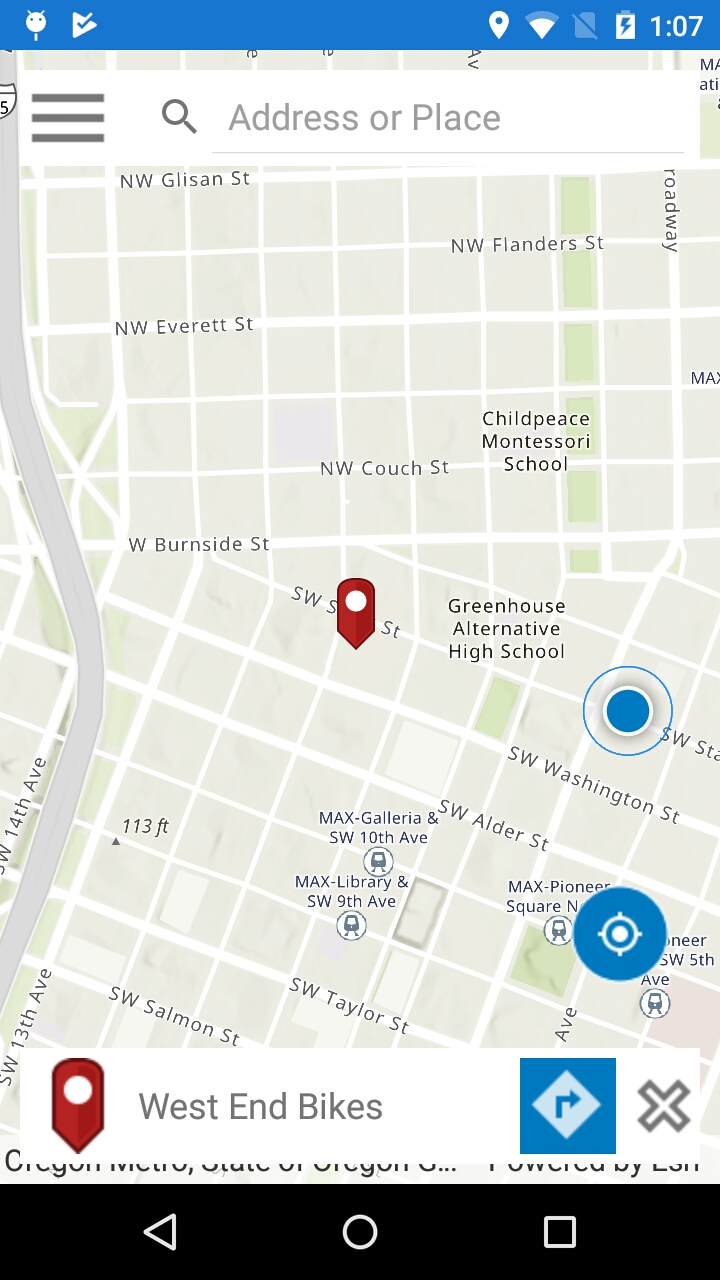 1:07
5
Address or Place
NW Glisan St
roadway
NW Flanders St
NW Everett St
MAX
Childpeace
Montessori
School
NW Couch St
W Burnside St
SW S St
Greenhouse
Alternative
High School
SW Sta
SW Washington St
SW 14th Ave
113 ft
MAX-Galleria &
SW 10th Ave
SW Alder St
MAX-Library &
SW 9th Ave
MAX-Pioneer
Square N
oneer
SW 5th
Ave
SW 13th Ave
SW Salmon St
SW Taylor St
Ave
West End Bikes
Oregon Metro, State of Oregon G... Powered by Esri